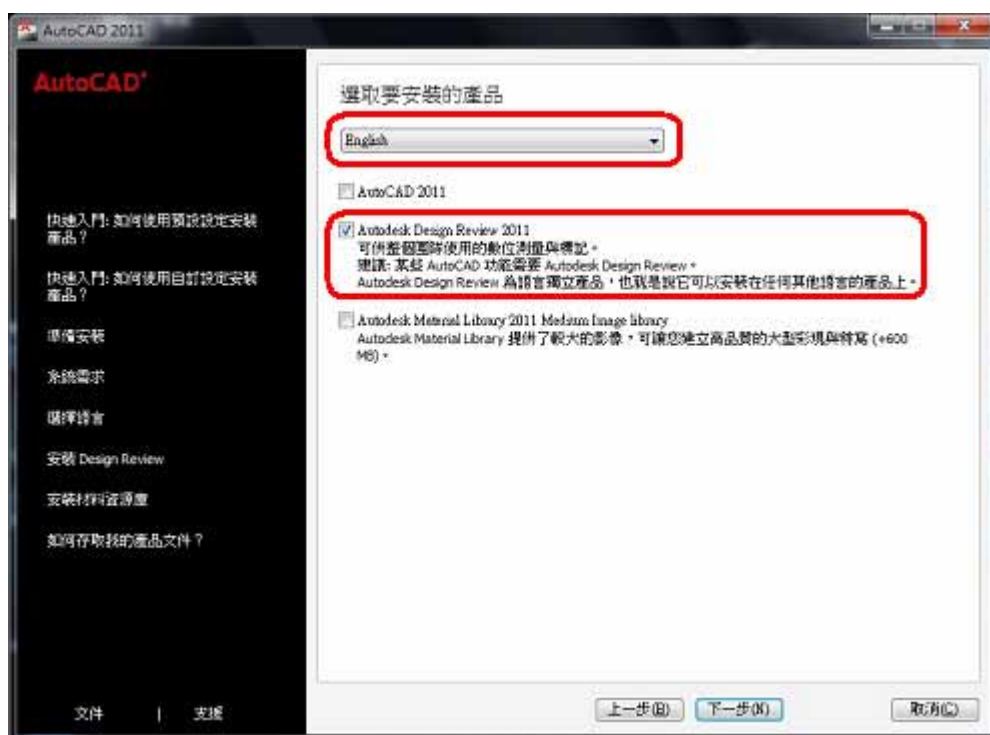 AutoCAD 2011
AutoCAD®
選取要安裝的產品
English
AutoCAD 2011
Autodesk Design Review 2011
可供整個團隊使用的數位測量與標記。
建議: 某些 AutoCAD 功能需要 Autodesk Design Review。
Autodesk Design Review 為語言獨立產品，也就是說它可以安裝在任何其他語言的產品上。
Autodesk Material Library 2011 Medium Image library
Autodesk Material Library 提供了較大的影像，可讓您建立高品質的大型彩現與特寫 (+600
MB)。
快速入門: 如何使用預設設定安裝
產品？
快速入門: 如何使用自訂設定安裝
產品？
準備安裝
系統需求
選擇語言
安裝 Design Review
安裝材料資源庫
如何存取我的產品文件？
文件 | 支援
上一步(B) 下一步(N) 取消(C)